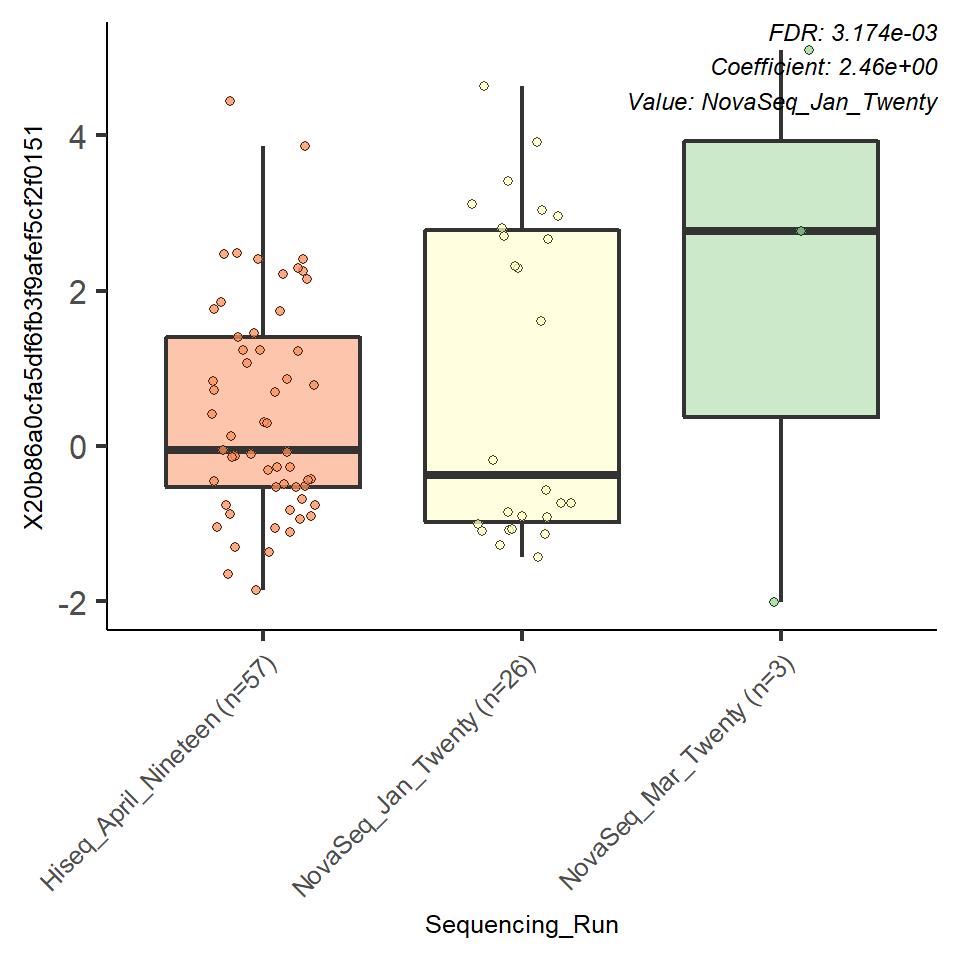 FDR: 3.174e-03
Coefficient: 2.46e+00
Value: NovaSeq_Jan_Twenty
X20b86a0cfa5df6fb3f9afef5cf2f0151
4
2
0
-2
Hiseq_April_Nineteen (n=57)
NovaSeq_Jan_Twenty (n=26)
NovaSeq_Mar_Twenty (n=3)
Sequencing_Run